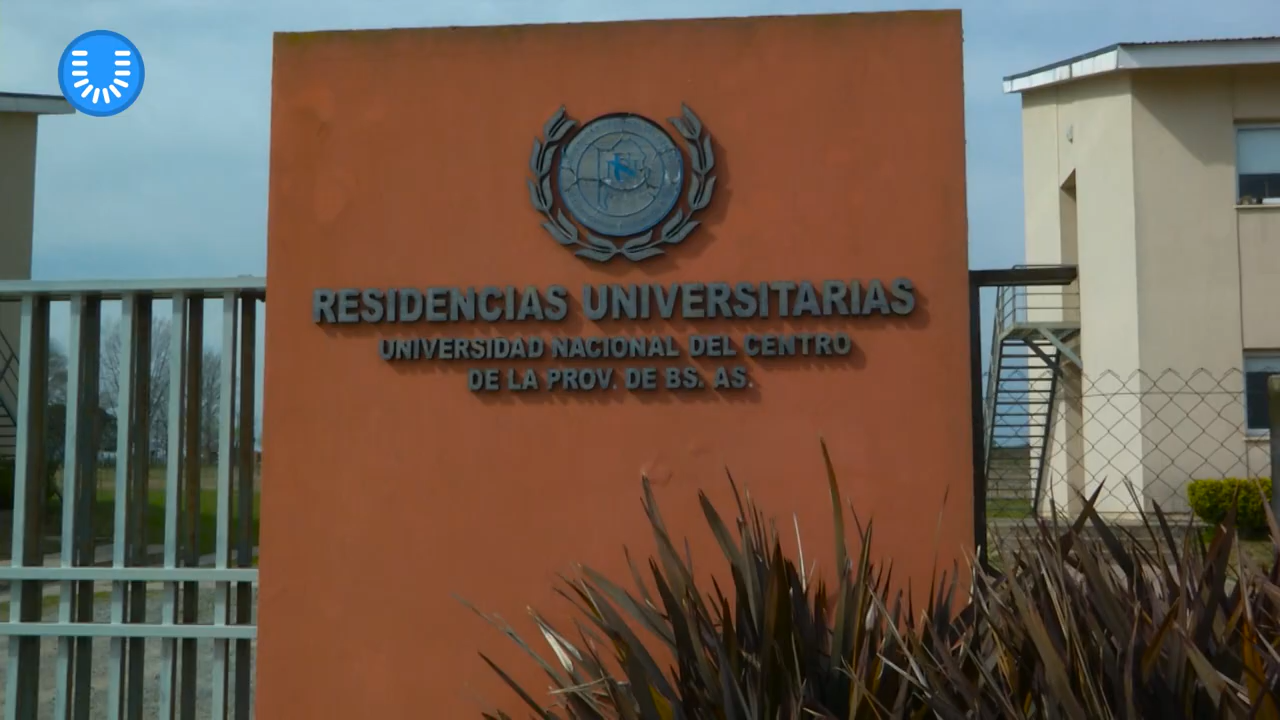 RESIDENCIAS UNIVERSITARIAS
UNIVERSIDAD NACIONAL DEL CENTRO
DE LA PROV. DE BS. AS.